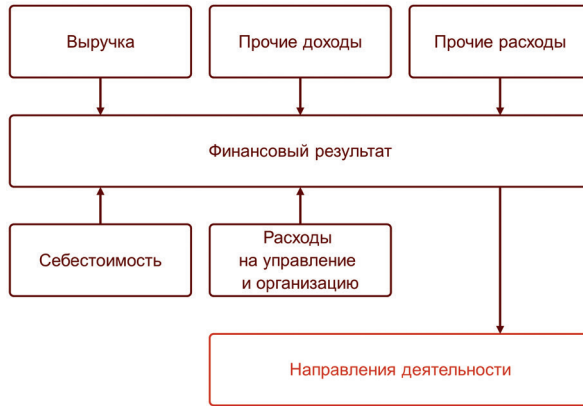 Выручка
Прочие доходы
Прочие расходы
Финансовый результат
Себестоимость
Расходы
на управление
и организацию
Направления деятельности